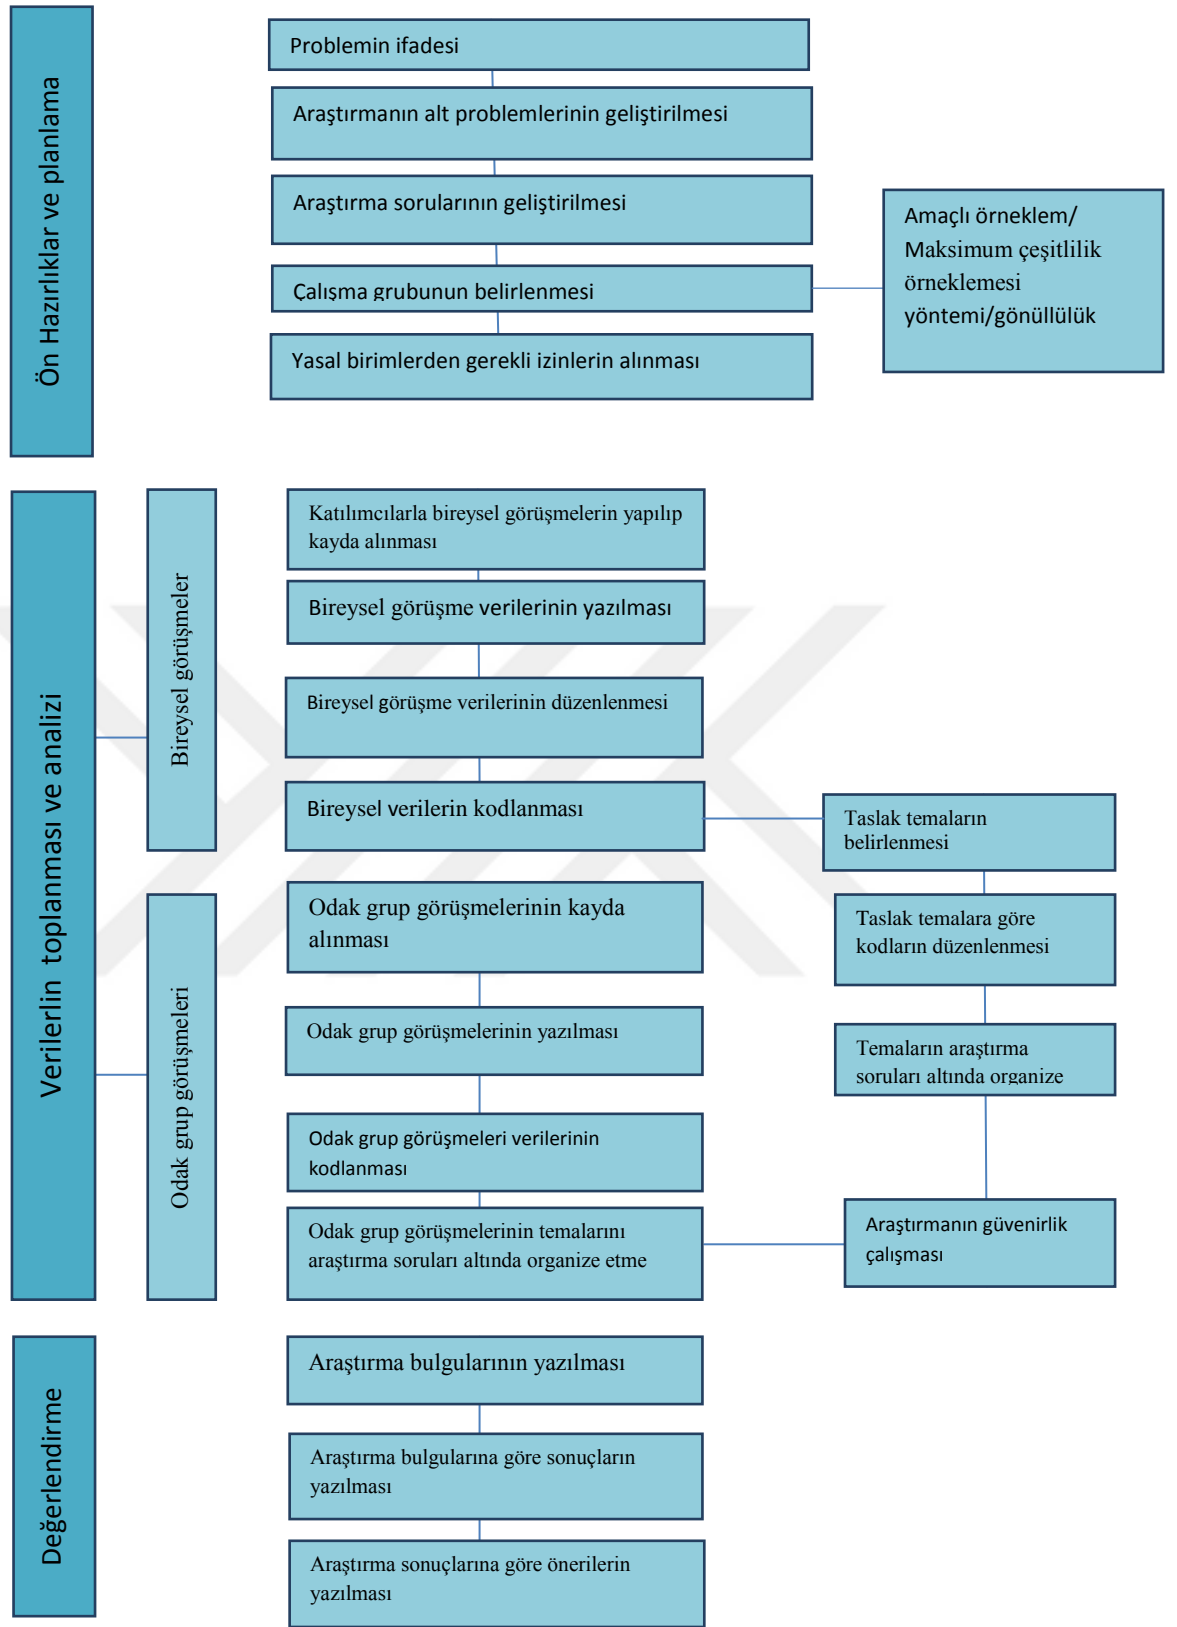 Ön Hazırlıklar ve planlama
Problemin ifadesi
Araştırmanın alt problemlerinin geliştirilmesi
Araştırma sorularının geliştirilmesi
Çalışma grubunun belirlenmesi
Yasal birimlerden gerekli izinlerin alınması
Amaçlı örneklem/
Maksimum çeşitlilik
örneklemesi
yöntemi/gönüllülük
Verilerlin toplanması ve analizi
Bireysel görüşmeler
Katılımcılarla bireysel görüşmelerin yapılıp
kayda alınması
Bireysel görüşme verilerinin yazılması
Bireysel görüşme verilerinin düzenlenmesi
Bireysel verilerin kodlanması
Taslak temaların
belirlenmesi
Taslak temalara göre
kodların düzenlenmesi
Temaların araştırma
soruları altında organize
Araştırmanın güvenirlik
çalışması
Odak grup görüşmeleri
Odak grup görüşmelerinin kayda
alınması
Odak grup görüşmelerinin yazılması
Odak grup görüşmeleri verilerinin
kodlanması
Odak grup görüşmelerinin temalarını
araştırma soruları altında organize etme
Değerlendirme
Araştırma bulgularının yazılması
Araştırma bulgularına göre sonuçların
yazılması
Araştırma sonuçlarına göre önerilerin
yazılması